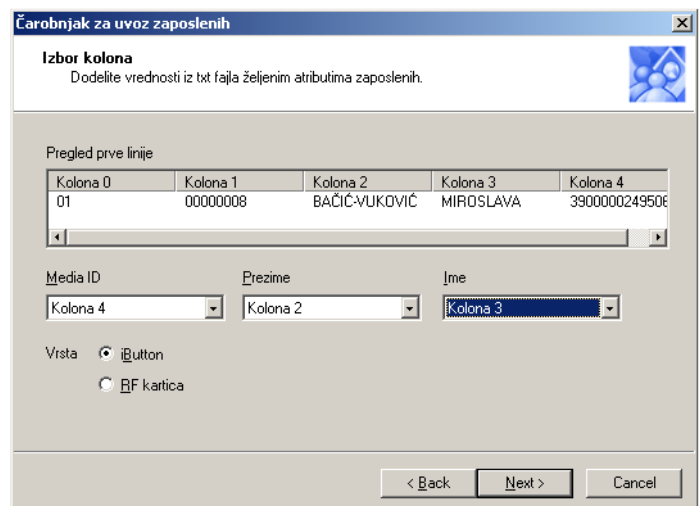 Čarobnjak za uvoz zaposlenih
Izbor kolona
Dodelite vrednosti iz txt fajla željenim atributima zaposlenih.
Pregled prve linije
Kolona 0 Kolona 1 Kolona 2 Kolona 3 Kolona 4
01 00000008 BAČIĆ-VUKOVIĆ MIROSLAVA 3900000249506
Media ID Prezime Ime
Kolona 4 Kolona 2 Kolona 3
Vrsta iButton
RF kartica
< Back Next > Cancel